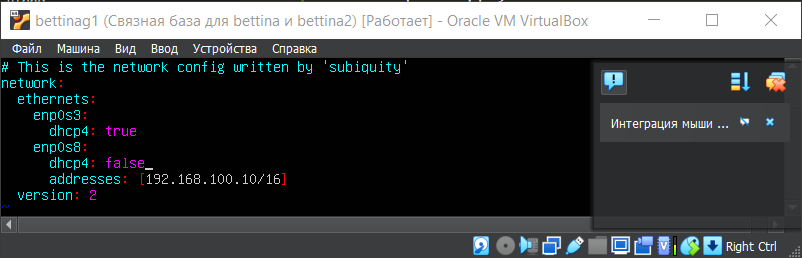 bettinag1 (Связная база для bettina и bettina2) [Работает] - Oracle VM VirtualBox
Файл Машина Вид Ввод Устройства Справка
# This is the network config written by 'subiquity'
network:
  ethernets:
    enp0s3:
      dhcp4: true
    enp0s8:
      dhcp4: false
      addresses: [192.168.100.10/16]
  version: 2
~
Интеграция мыши ...
Right Ctrl